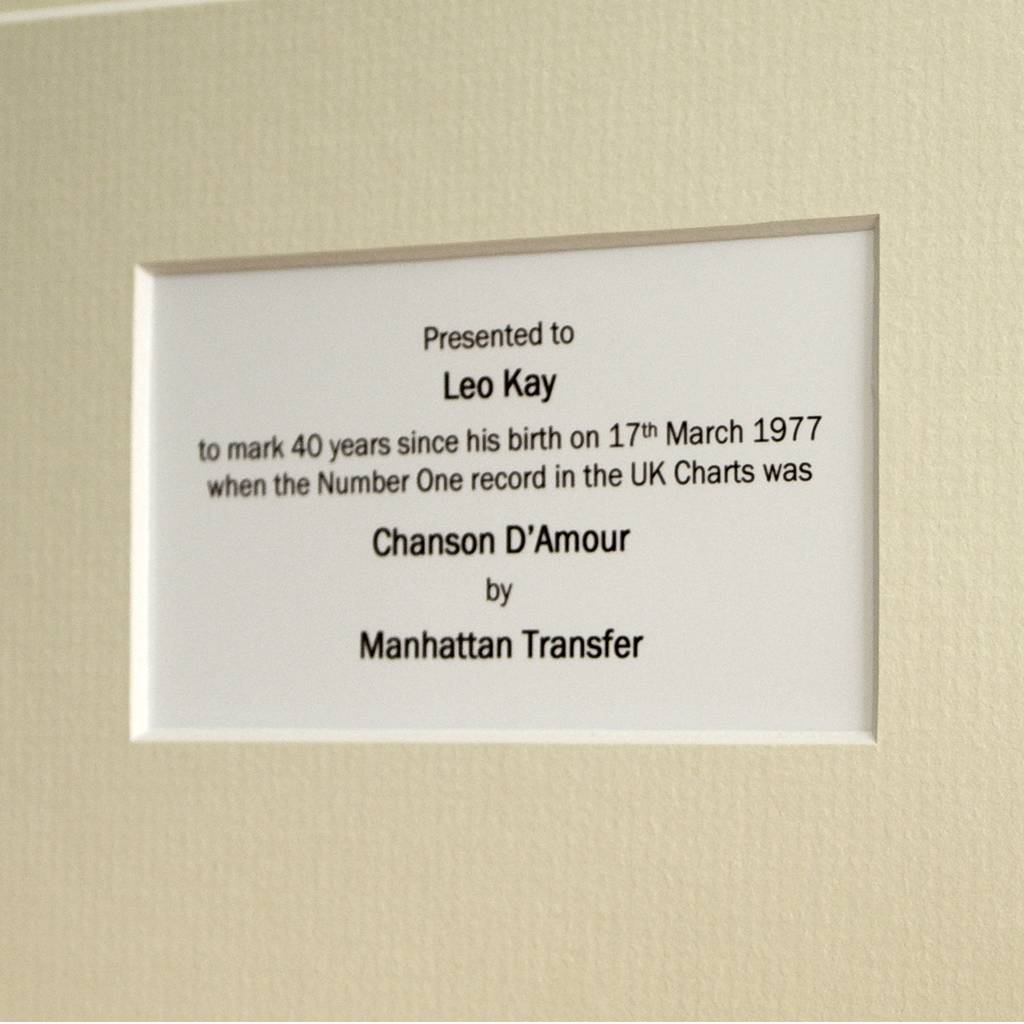 Presented to
Leo Kay
to mark 40 years since his birth on 17th March 1977
when the Number One record in the UK Charts was
Chanson D'Amour
by
Manhattan Transfer